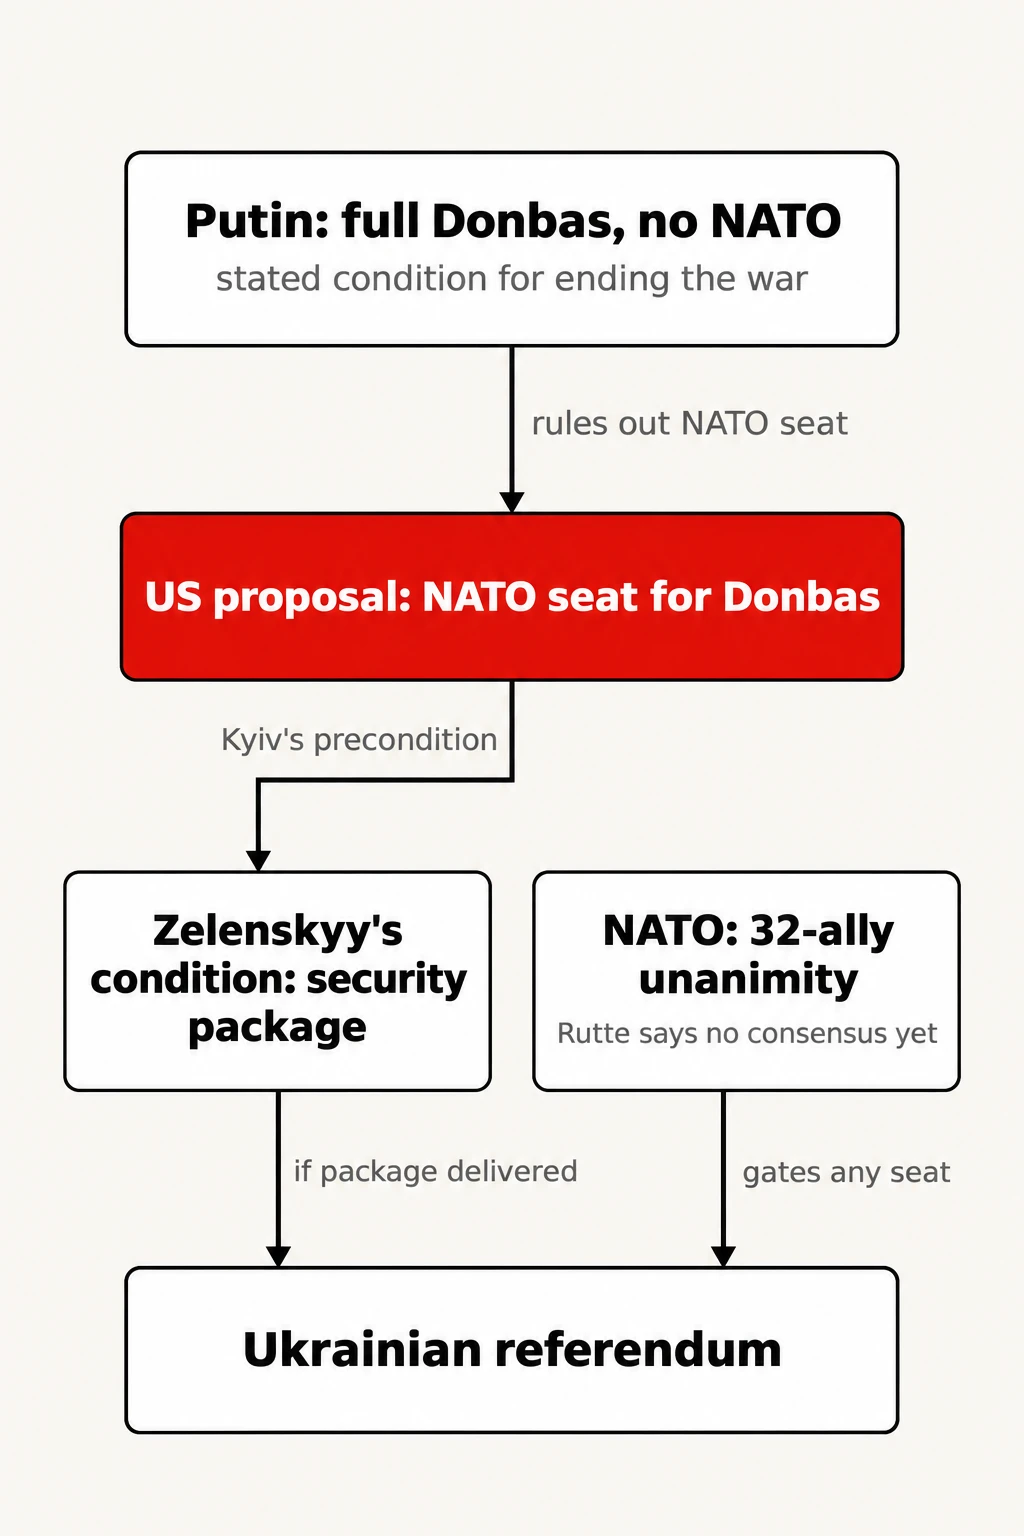 Putin: full Donbas, no NATO
stated condition for ending the war
rules out NATO seat
US proposal: NATO seat for Donbas
Kyiv's precondition
Zelenskyy's
condition: security
package
NATO: 32-ally
unanimity
Rutte says no consensus yet
if package delivered
gates any seat
Ukrainian referendum